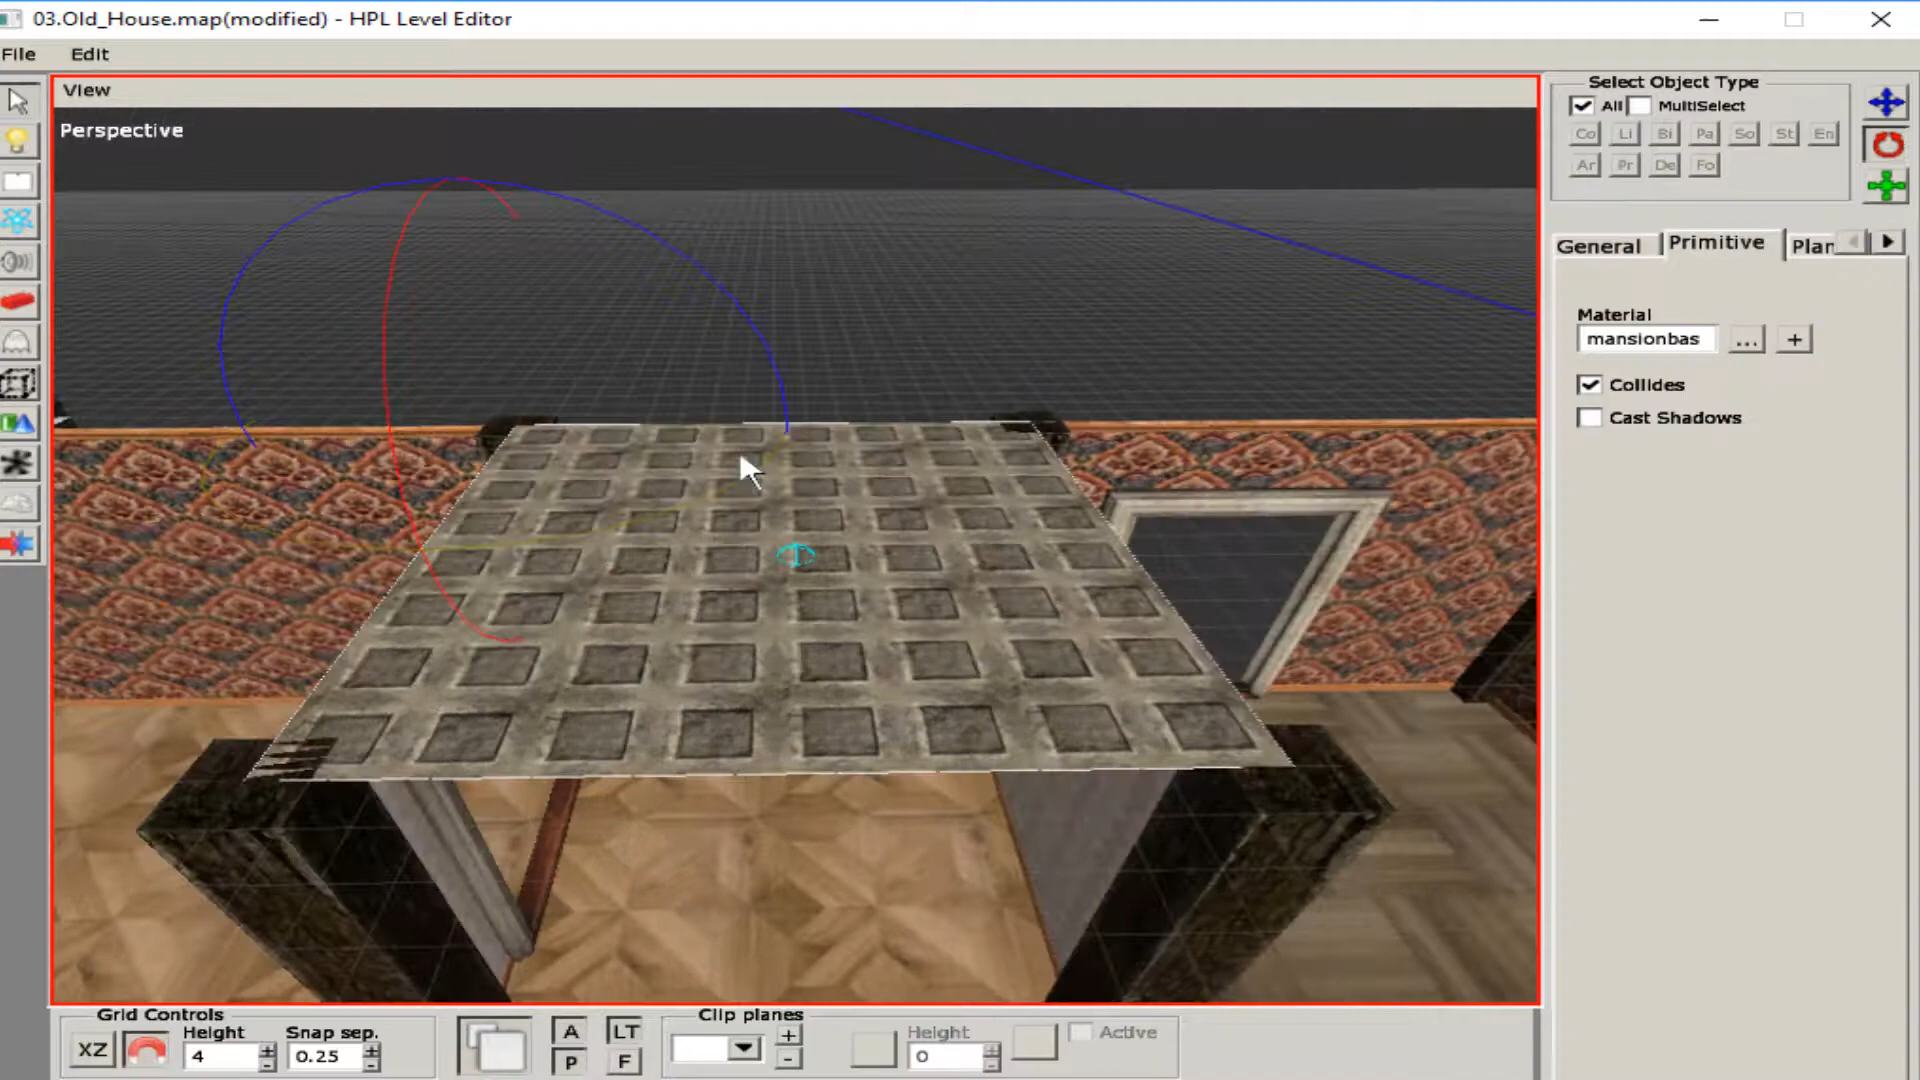 03.Old_House.map(modified) - HPL Level Editor
File Edit
View
Perspective
Select Object Type
All MultiSelect
Co Li Bi Pa So St En
Ar Pr De Fo
General Primitive Plan
Material
mansionbas ... +
Collides
Cast Shadows
Grid Controls
Height Snap sep.
XZ 4 + - 0.25 + -
A LT
P F
Clip planes
+ -
Height
0 + -
Active